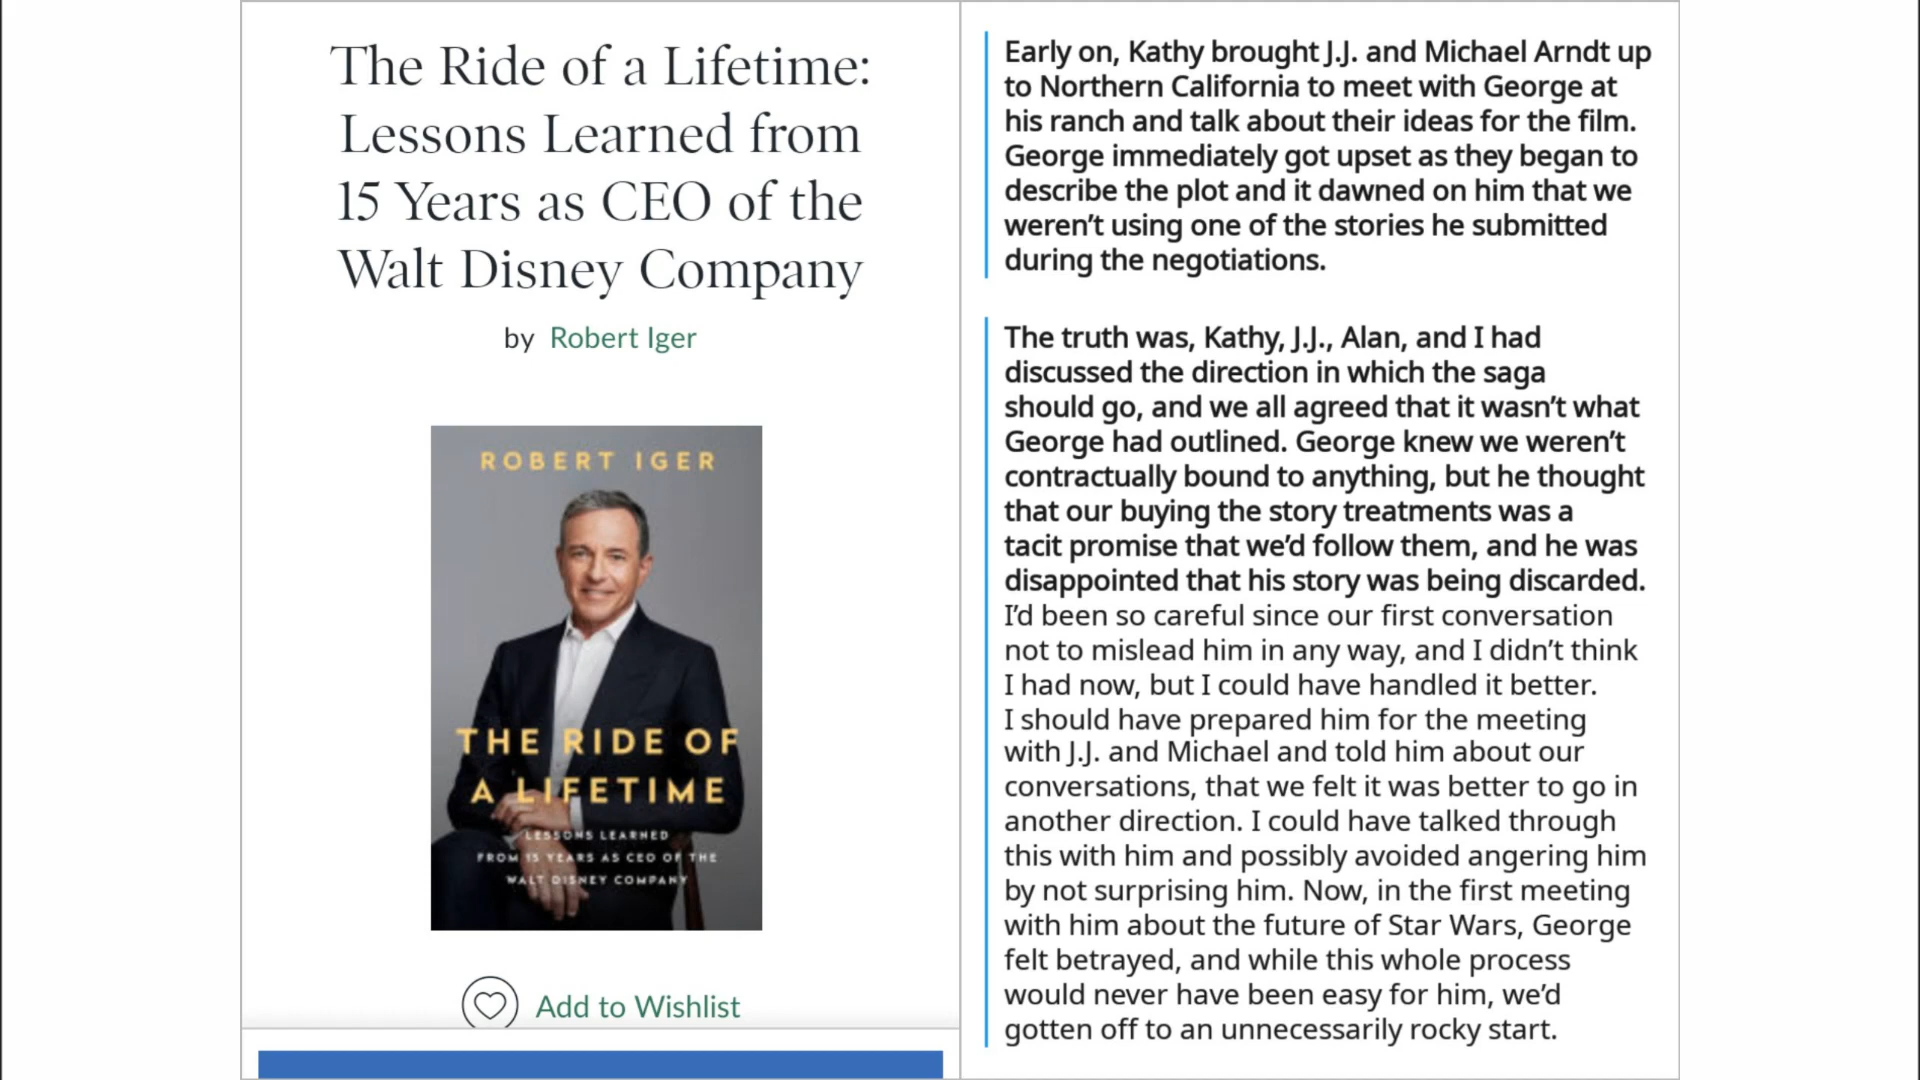 The Ride of a Lifetime:
Lessons Learned from
15 Years as CEO of the
Walt Disney Company
by Robert Iger
ROBERT IGER
THE RIDE OF
A LIFETIME
LESSONS LEARNED
FROM 15 YEARS AS CEO OF THE
WALT DISNEY COMPANY
Add to Wishlist
Early on, Kathy brought J.J. and Michael Arndt up
to Northern California to meet with George at
his ranch and talk about their ideas for the film.
George immediately got upset as they began to
describe the plot and it dawned on him that we
weren’t using one of the stories he submitted
during the negotiations.
The truth was, Kathy, J.J., Alan, and I had
discussed the direction in which the saga
should go, and we all agreed that it wasn’t what
George had outlined. George knew we weren’t
contractually bound to anything, but he thought
that our buying the story treatments was a
tacit promise that we’d follow them, and he was
disappointed that his story was being discarded.
I’d been so careful since our first conversation
not to mislead him in any way, and I didn’t think
I had now, but I could have handled it better.
I should have prepared him for the meeting
with J.J. and Michael and told him about our
conversations, that we felt it was better to go in
another direction. I could have talked through
this with him and possibly avoided angering him
by not surprising him. Now, in the first meeting
with him about the future of Star Wars, George
felt betrayed, and while this whole process
would never have been easy for him, we’d
gotten off to an unnecessarily rocky start.